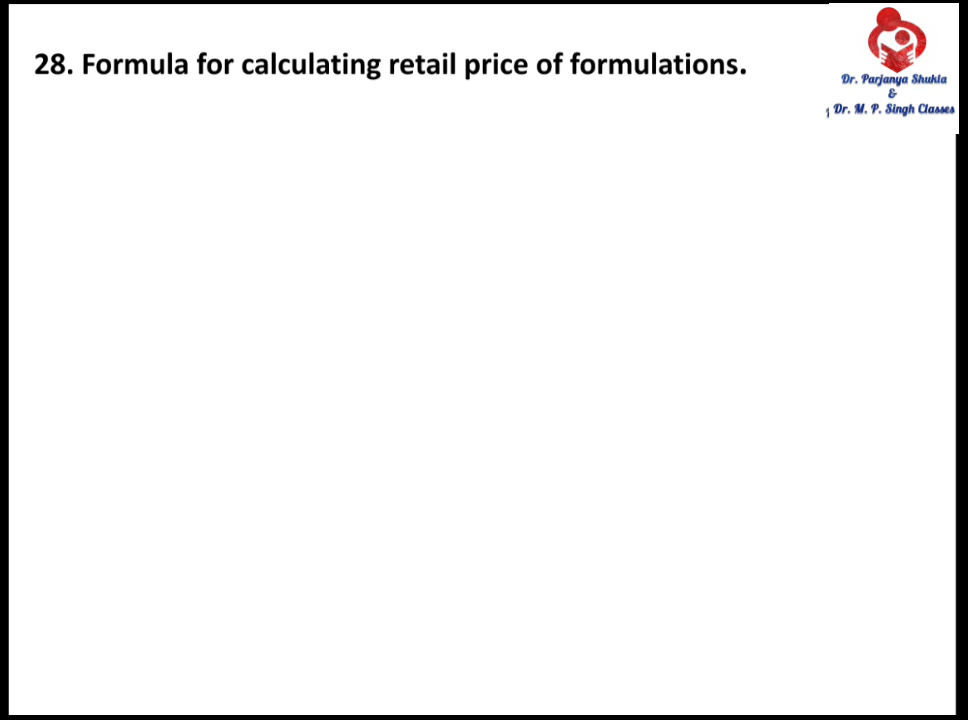 28. Formula for calculating retail price of formulations.
Dr. Parjanya Shukla
&
Dr. M. P. Singh Classes